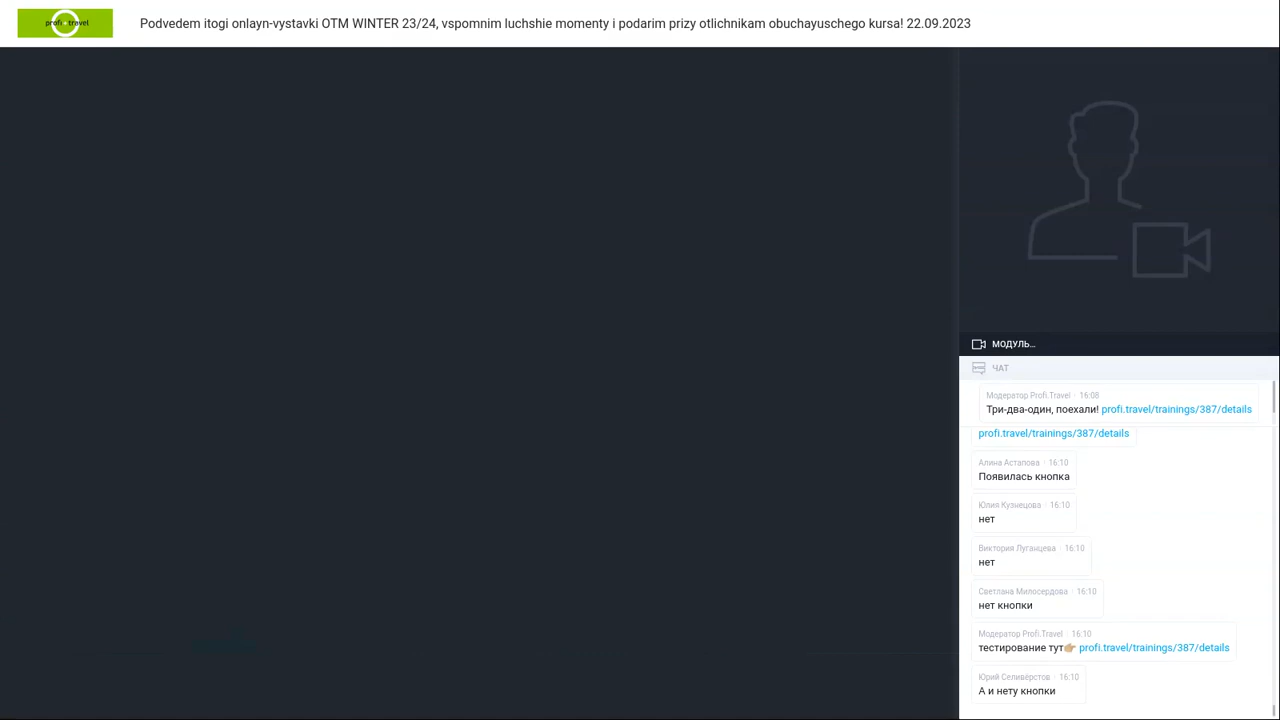 profi travel
Podvedem itogi onlayn-vystavki OTM WINTER 23/24, vspomnim luchshie momenty i podarim prizy otlichnikam obuchayuschego kursa! 22.09.2023
МОДУЛЬ...
ЧАТ
Модератор Profi.Travel · 16:08
Три-два-один, поехали! profi.travel/trainings/387/details
profi.travel/trainings/387/details
Алина Астапова · 16:10
Появилась кнопка
Юлия Кузнецова · 16:10
нет
Виктория Луганцева · 16:10
нет
Светлана Милосердова · 16:10
нет кнопки
Модератор Profi.Travel · 16:10
тестирование тут👉🏼 profi.travel/trainings/387/details
Юрий Селивёрстов · 16:10
А и нету кнопки